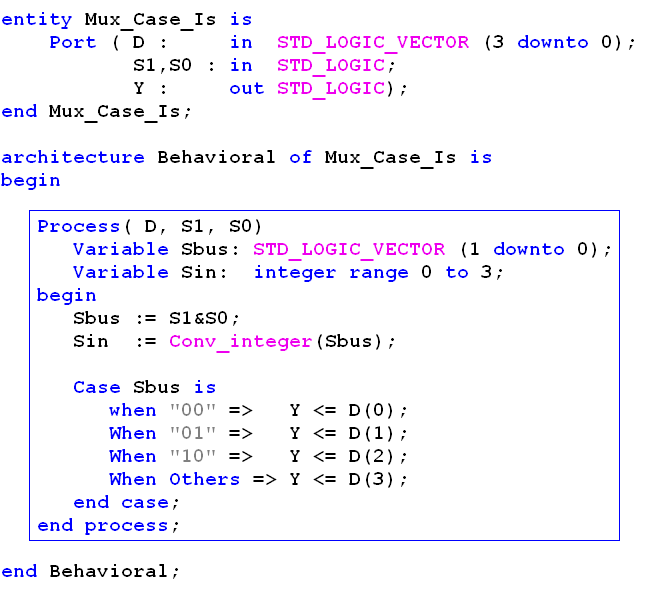 entity Mux_Case_Is is
    Port ( D :     in  STD_LOGIC_VECTOR (3 downto 0);
           S1,S0 : in  STD_LOGIC;
           Y :     out STD_LOGIC);
end Mux_Case_Is;
architecture Behavioral of Mux_Case_Is is
begin
Process( D, S1, S0)
   Variable Sbus: STD_LOGIC_VECTOR (1 downto 0);
   Variable Sin:  integer range 0 to 3;
begin
   Sbus := S1&S0;
   Sin  := Conv_integer(Sbus);
   Case Sbus is
      when "00" =>   Y <= D(0);
      When "01" =>   Y <= D(1);
      When "10" =>   Y <= D(2);
      When Others => Y <= D(3);
   end case;
end process;
end Behavioral;